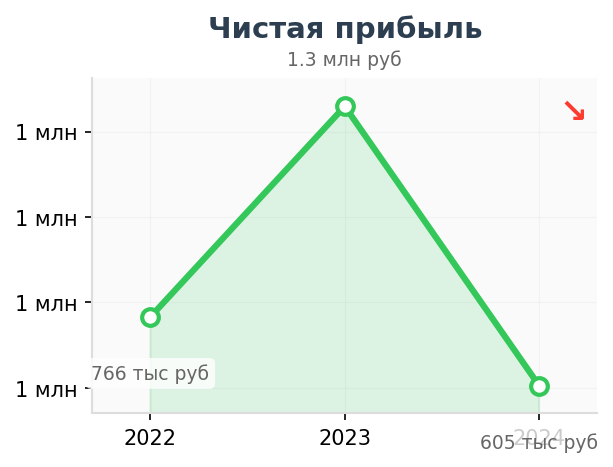 Чистая прибыль
1.3 млн руб
1 млн
1 млн
1 млн
766 тыс руб
1 млн
2022
2023
2024
605 тыс руб